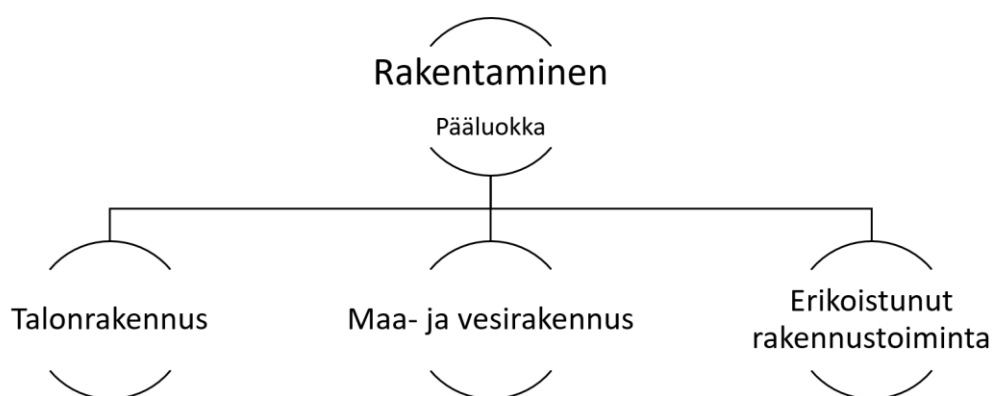 Rakentaminen
Pääluokka
Talonrakennus
Maa- ja vesirakennus
Erikoistunut
rakennustoiminta